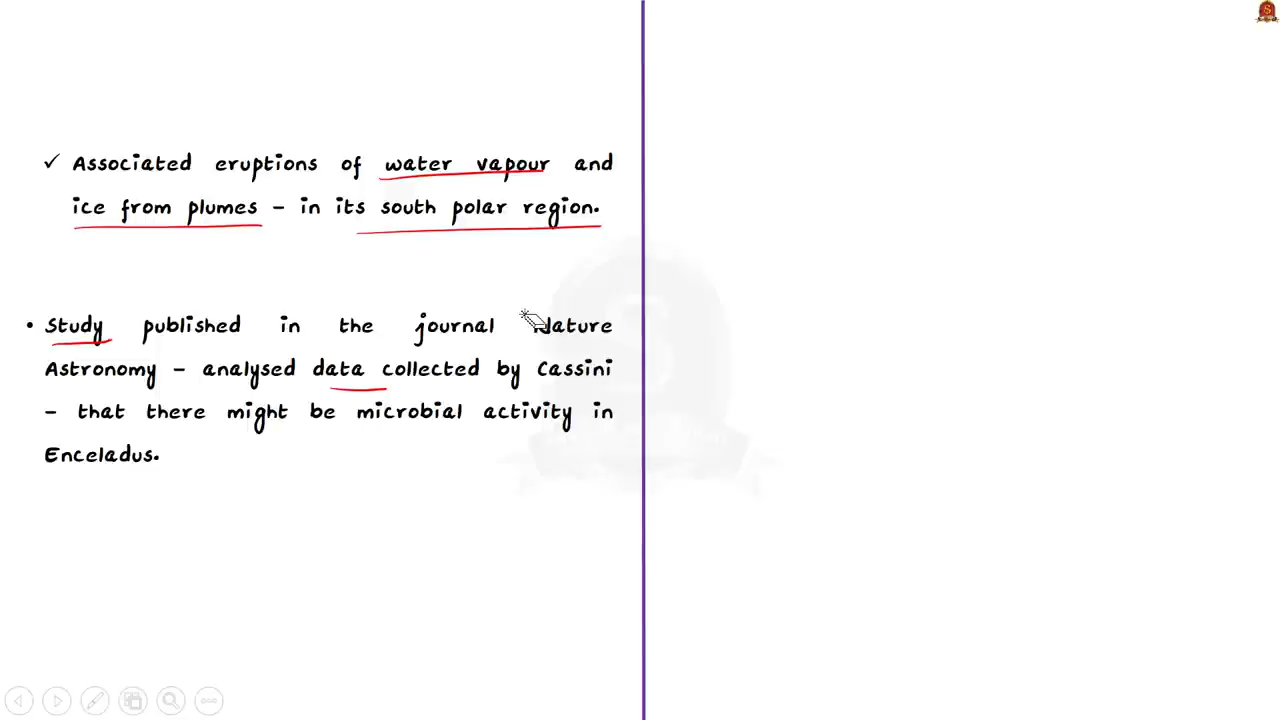 ✓ Associated eruptions of water vapour and
ice from plumes - in its south polar region.
• Study published in the journal Nature
Astronomy - analysed data collected by Cassini
- that there might be microbial activity in
Enceladus.